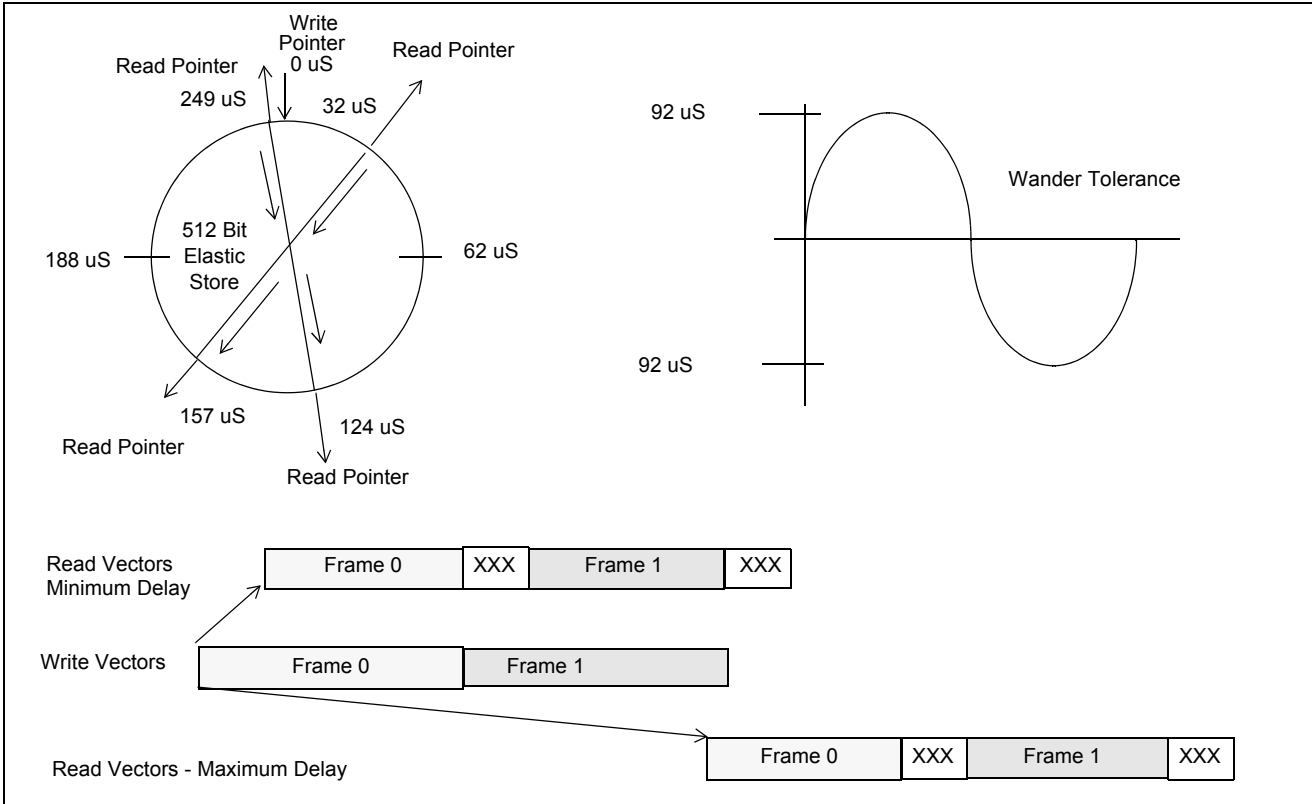 Write
Pointer
0 uS
Read Pointer
Read Pointer
249 uS
32 uS
92 uS
Wander Tolerance
512 Bit
Elastic
Store
188 uS
62 uS
92 uS
157 uS
124 uS
Read Pointer
Read Pointer
Read Vectors
Minimum Delay
Frame 0
XXX
Frame 1
XXX
Write Vectors
Frame 0
Frame 1
Read Vectors - Maximum Delay
Frame 0
XXX
Frame 1
XXX